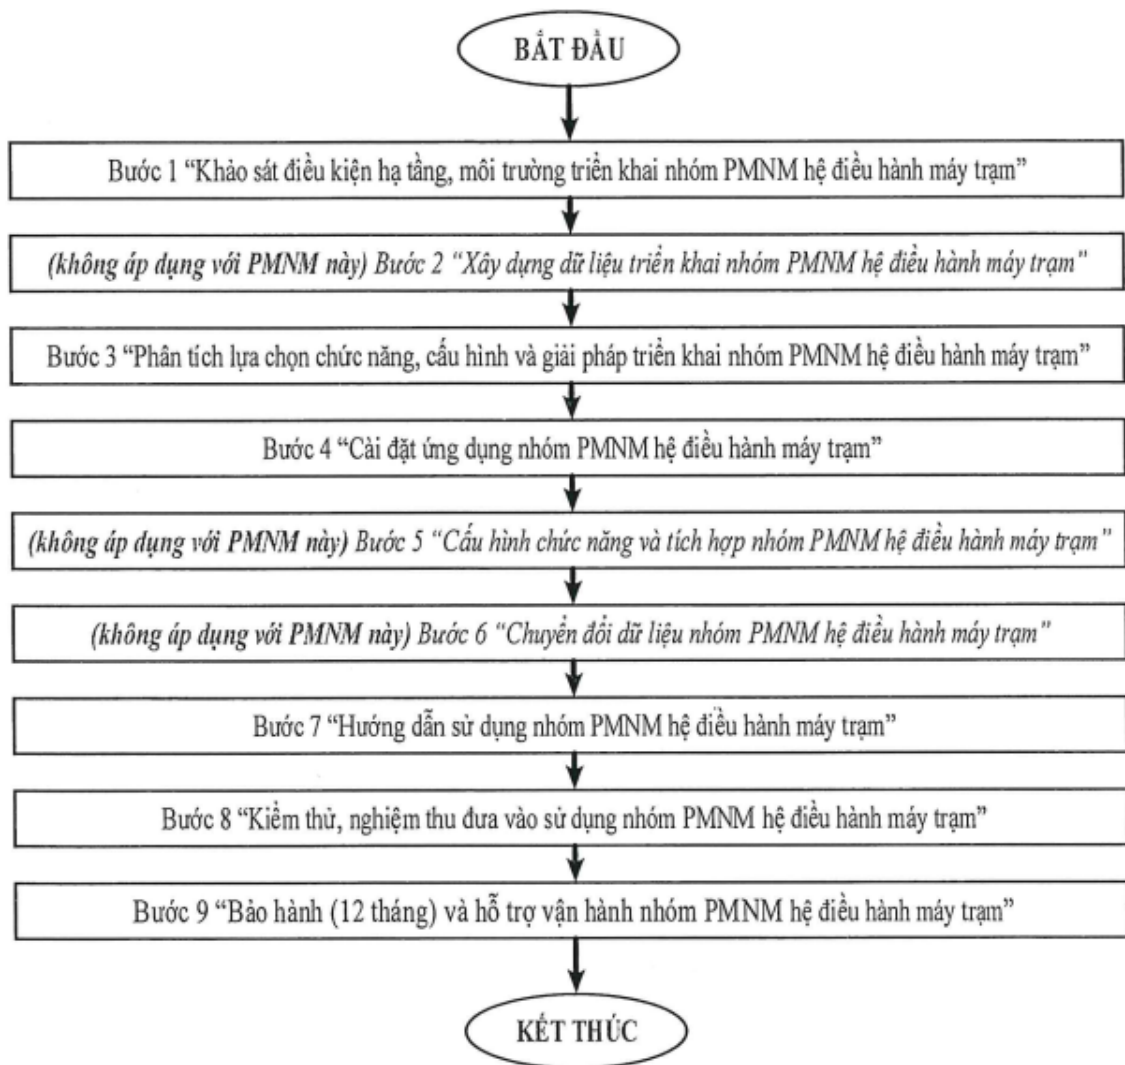 BẮT ĐẦU
Bước 1 “Khảo sát điều kiện hạ tầng, môi trường triển khai nhóm PMNM hệ điều hành máy trạm”
(không áp dụng với PMNM này) Bước 2 “Xây dựng dữ liệu triển khai nhóm PMNM hệ điều hành máy trạm”
Bước 3 “Phân tích lựa chọn chức năng, cấu hình và giải pháp triển khai nhóm PMNM hệ điều hành máy trạm”
Bước 4 “Cài đặt ứng dụng nhóm PMNM hệ điều hành máy trạm”
(không áp dụng với PMNM này) Bước 5 “Cấu hình chức năng và tích hợp nhóm PMNM hệ điều hành máy trạm”
(không áp dụng với PMNM này) Bước 6 “Chuyển đổi dữ liệu nhóm PMNM hệ điều hành máy trạm”
Bước 7 “Hướng dẫn sử dụng nhóm PMNM hệ điều hành máy trạm”
Bước 8 “Kiểm thử, nghiệm thu đưa vào sử dụng nhóm PMNM hệ điều hành máy trạm”
Bước 9 “Bảo hành (12 tháng) và hỗ trợ vận hành nhóm PMNM hệ điều hành máy trạm”
KẾT THÚC